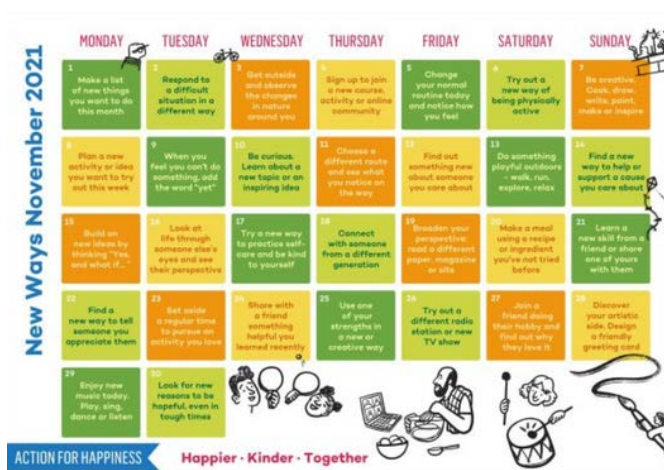 New Ways November 2021
MONDAY TUESDAY WEDNESDAY THURSDAY FRIDAY SATURDAY SUNDAY
1
Make a list
of new things
you want to do
this month
2
Respond to
a difficult
situation in a
different way
3
Get outside
and observe
the changes
in nature
around you
4
Sign up to join
a new course,
activity or online
community
5
Change
your normal
routine today
and notice how
you feel
6
Try out a
new way of
being physically
active
7
Be creative.
Cook, draw,
write, paint,
make or inspire
8
Plan a new
activity or idea
you want to try
out this week
9
When you
feel you can't do
something, add
the word "yet"
10
Be curious.
Learn about a
new topic or an
inspiring idea
11
Choose a
different route
and see what
you notice on
the way
12
Find out
something new
about someone
you care about
13
Do something
playful outdoors
- walk, run,
explore, relax
14
Find a new
way to help or
support a cause
you care about
15
Build on
new ideas by
thinking "Yes,
and what if..."
16
Look at
life through
someone else's
eyes and see
their perspective
17
Try a new way
to practice self-
care and be kind
to yourself
18
Connect
with someone
from a different
generation
19
Broaden your
perspective:
read a different
paper, magazine
or site
20
Make a meal
using a recipe
or ingredient
you've not tried
before
21
Learn a
new skill from a
friend or share
one of yours
with them
22
Find a
new way to tell
someone you
appreciate them
23
Set aside
a regular time
to pursue an
activity you love
24
Share with
a friend
something
helpful you
learned recently
25
Use one
of your
strengths in
a new or
creative way
26
Try out a
different radio
station or new
TV show
27
Join a
friend doing
their hobby and
find out why
they love it
28
Discover
your artistic
side. Design
a friendly
greeting card
29
Enjoy new
music today.
Play, sing,
dance or listen
30
Look for new
reasons to be
hopeful, even in
tough times
ACTION FOR HAPPINESS
Happier · Kinder · Together